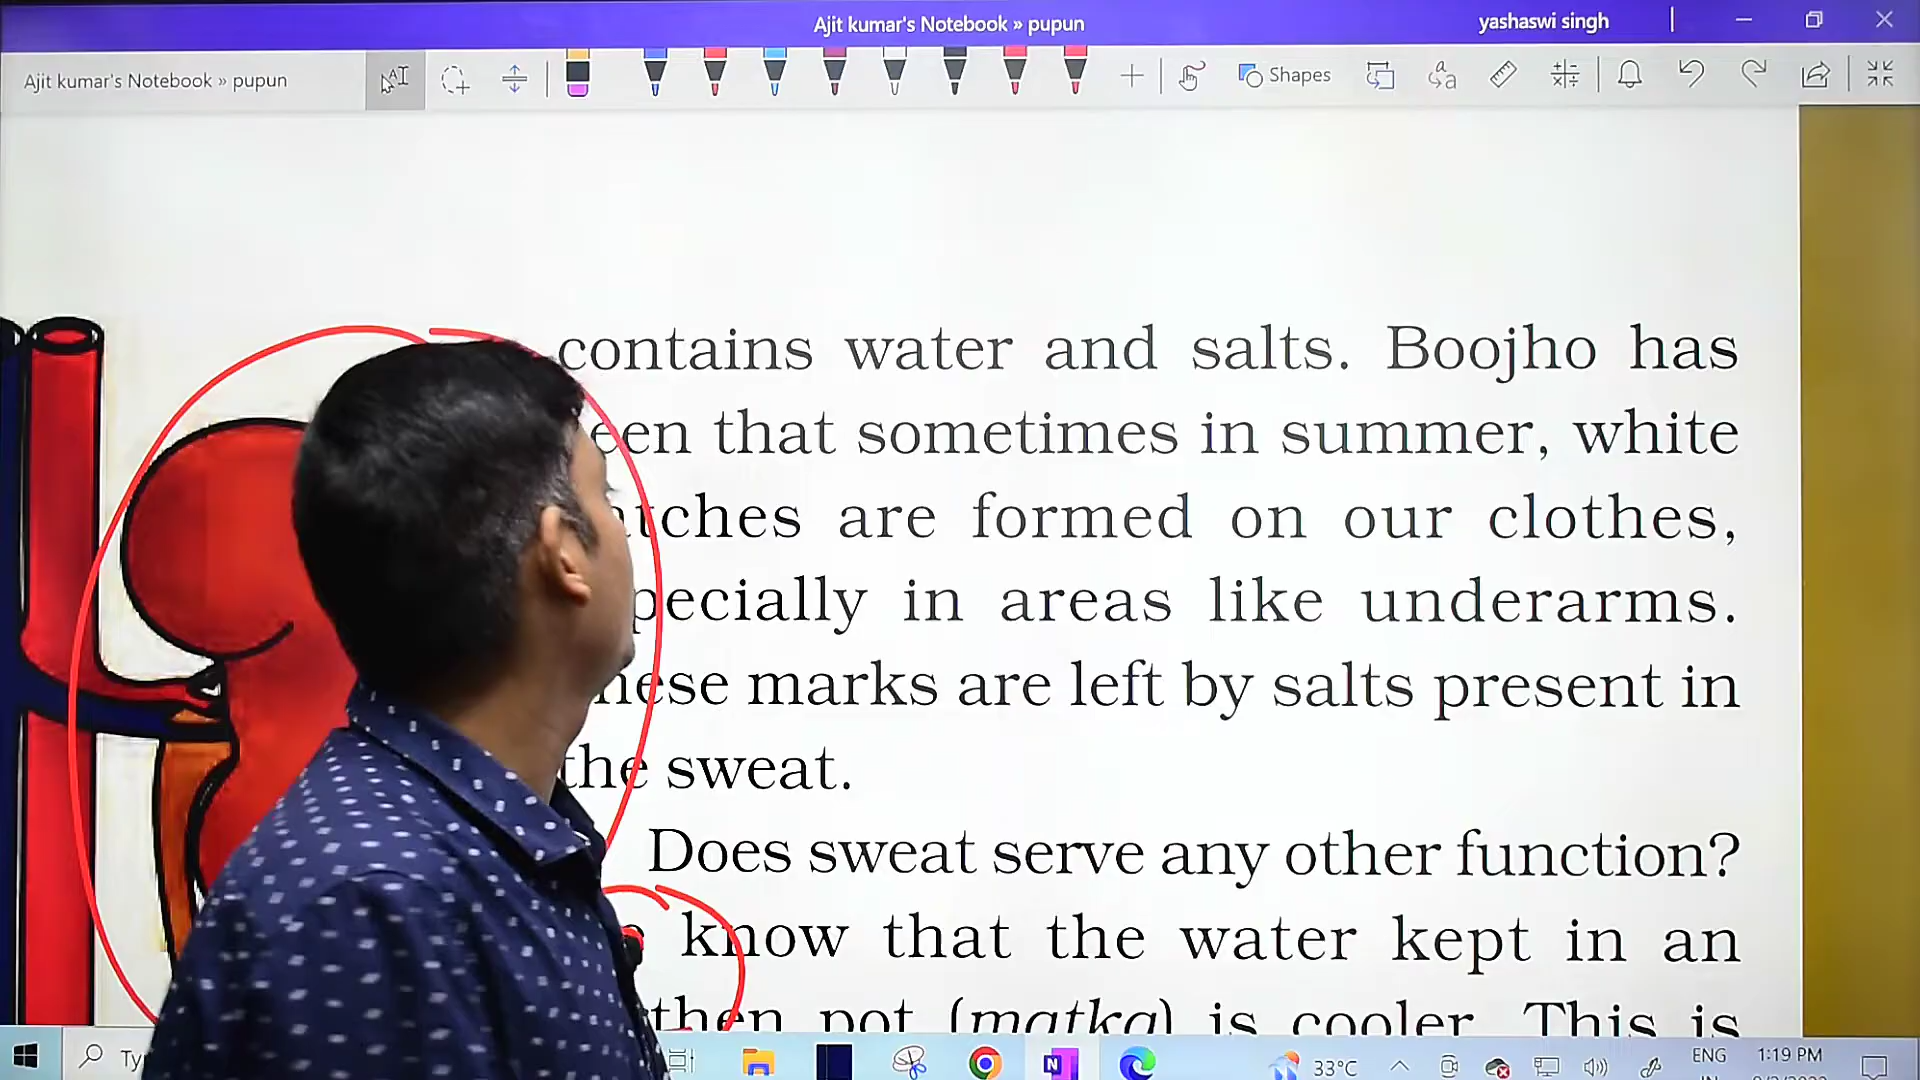 Ajit kumar's Notebook » pupun
yashaswi singh
Ajit kumar's Notebook » pupun
Shapes
contains water and salts. Boojho has
that sometimes in summer, white
are formed on our clothes,
in areas like underarms.
marks are left by salts present in
the sweat.
Does sweat serve any other function?
know that the water kept in an
pot (matka) is cooler. This is
33°C
ENG
1:19 PM